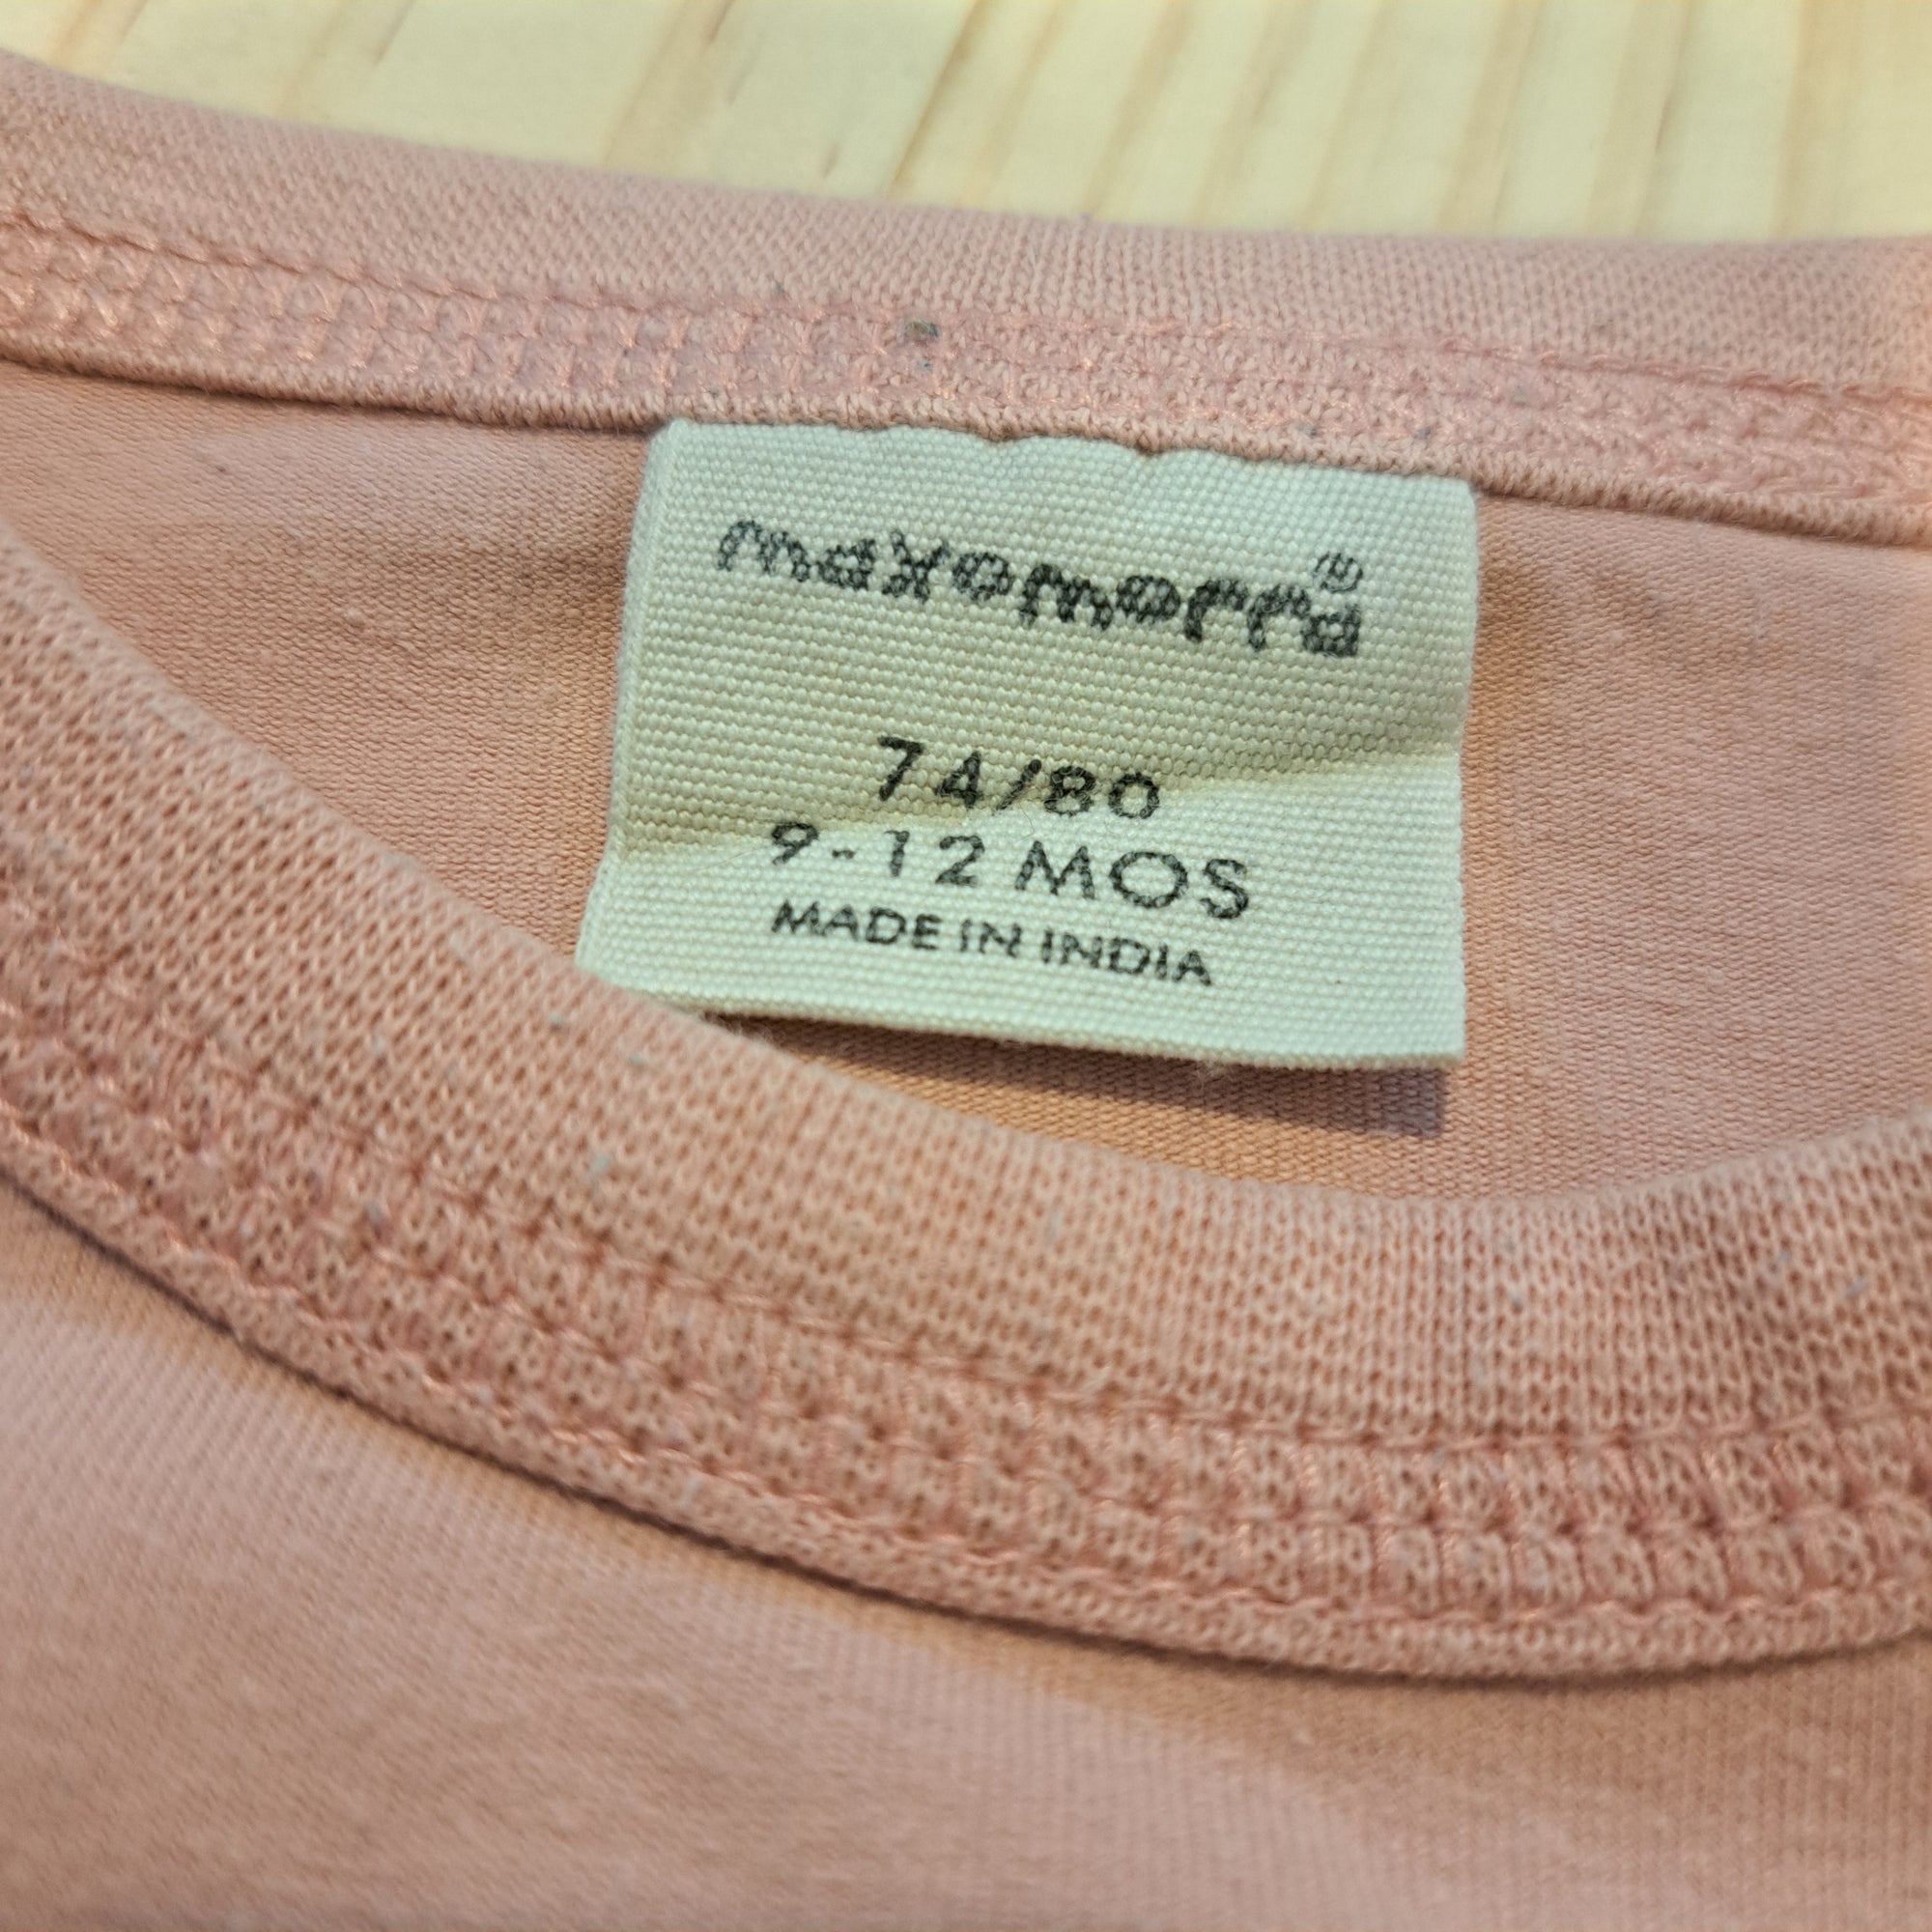 maxomorra®
74/80
9-12 MOS
MADE IN INDIA